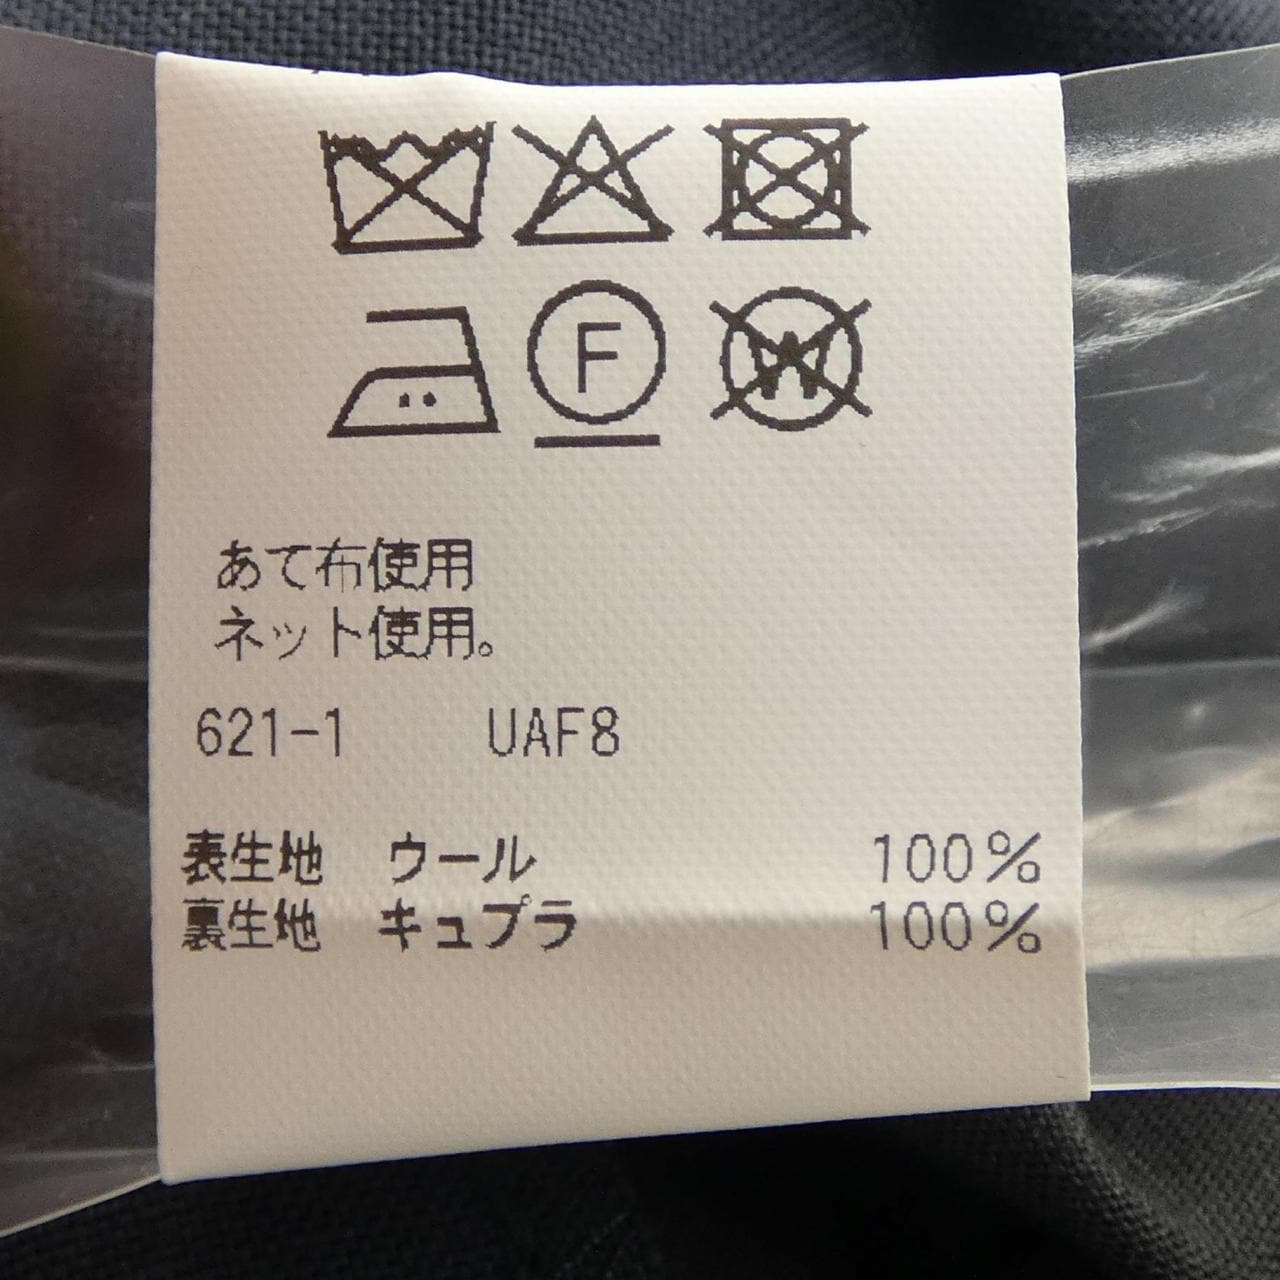 F W
あて布使用
ネット使用。
621-1 UAF8
表生地 ウール 100%
裏生地 キュプラ 100%